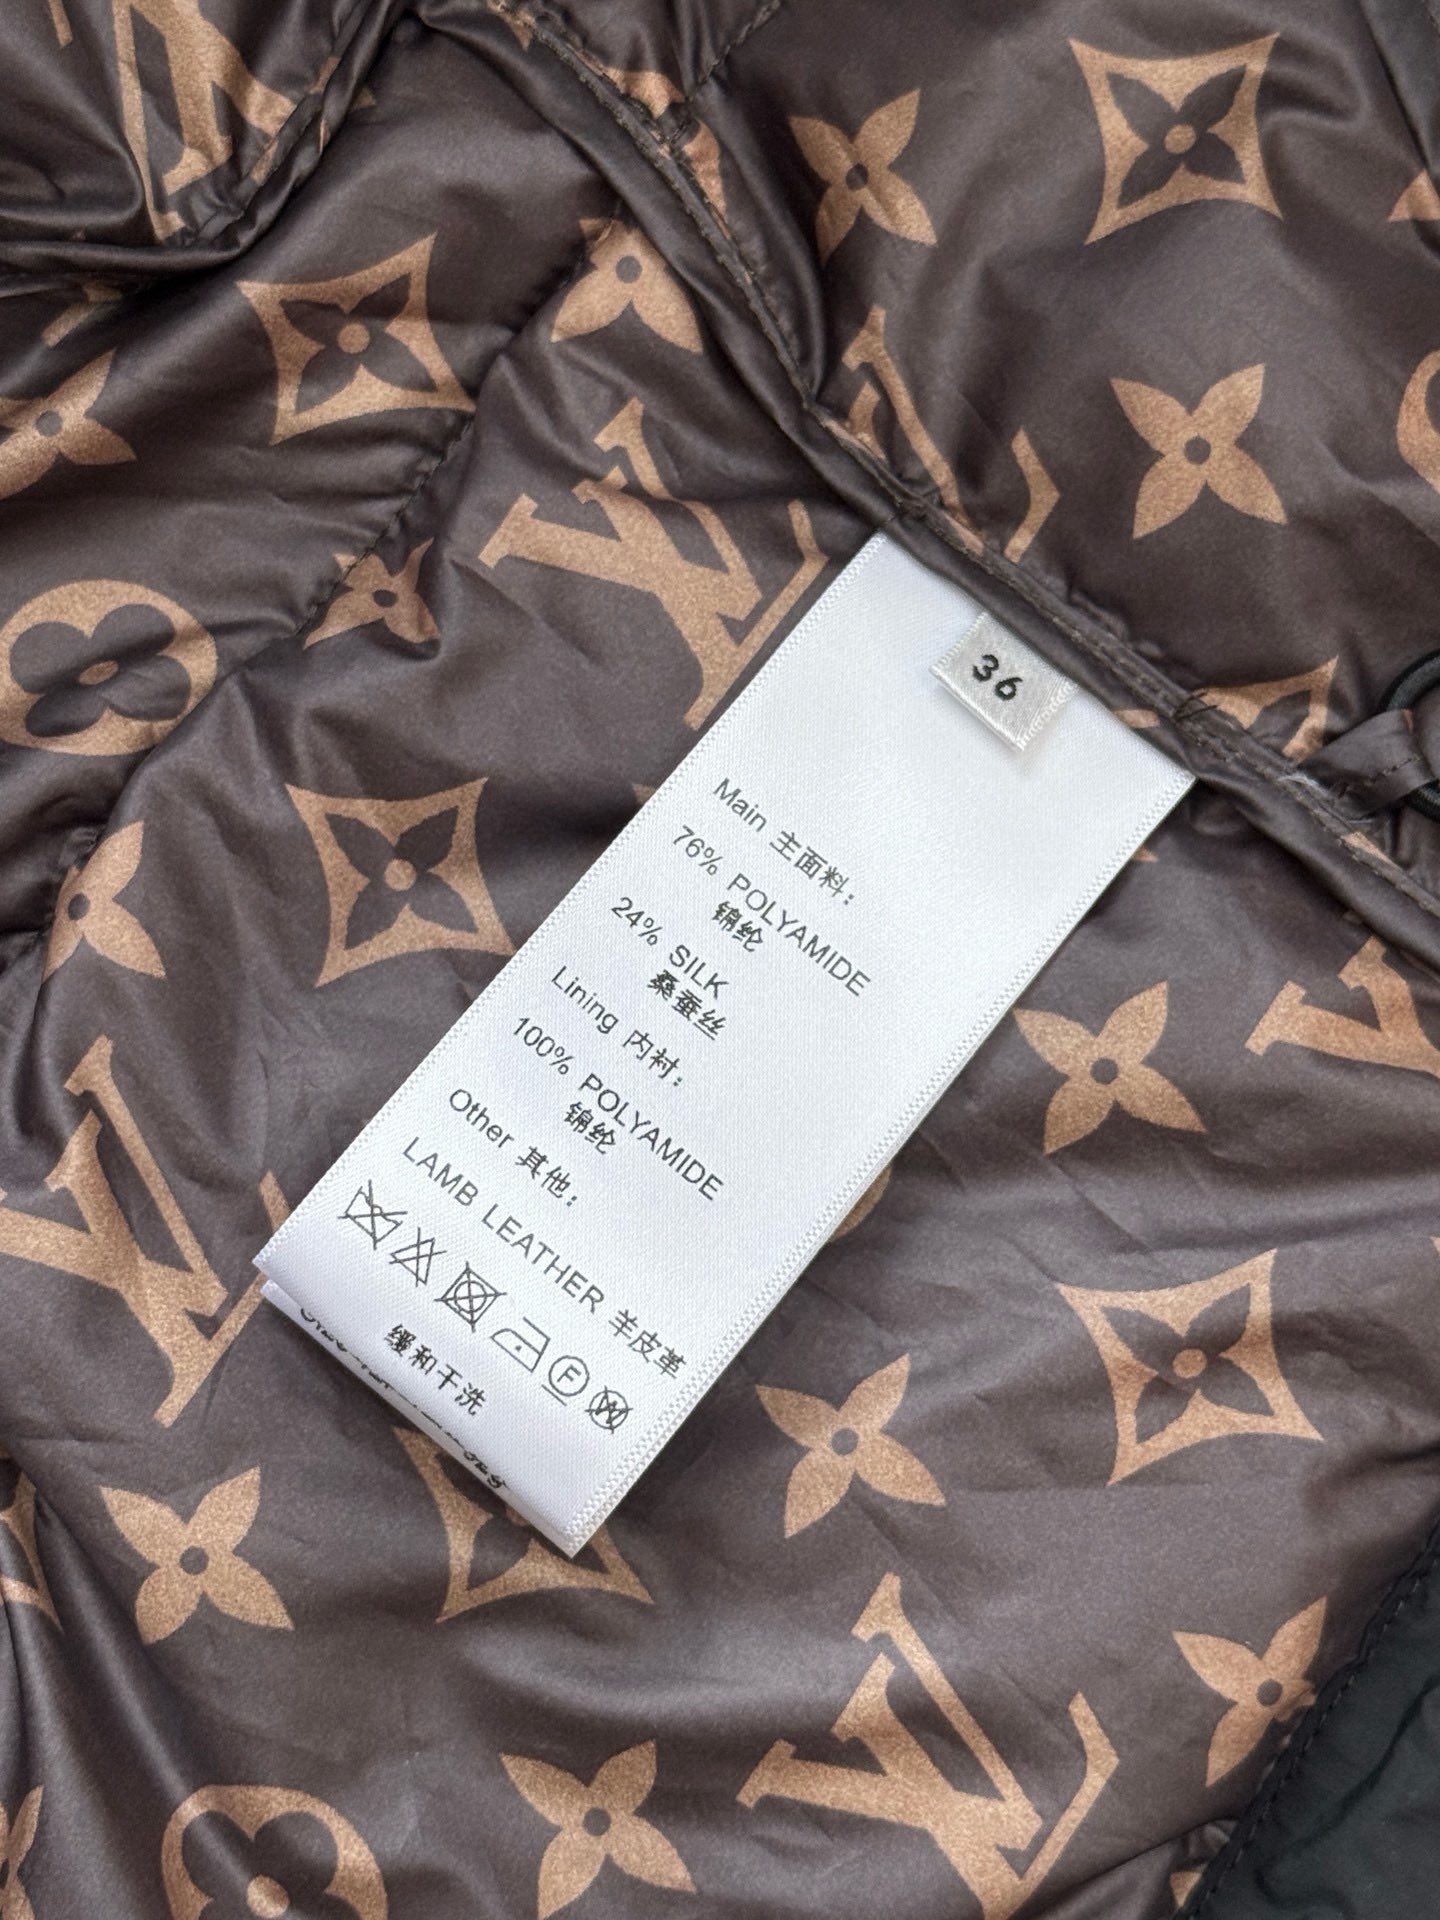 36
Main 主面料:
76% POLYAMIDE
锦纶
24% SILK
桑蚕丝
Lining 内衬:
100% POLYAMIDE
锦纶
Other 其他:
LAMB LEATHER 羊皮革
F
W
缓和干洗